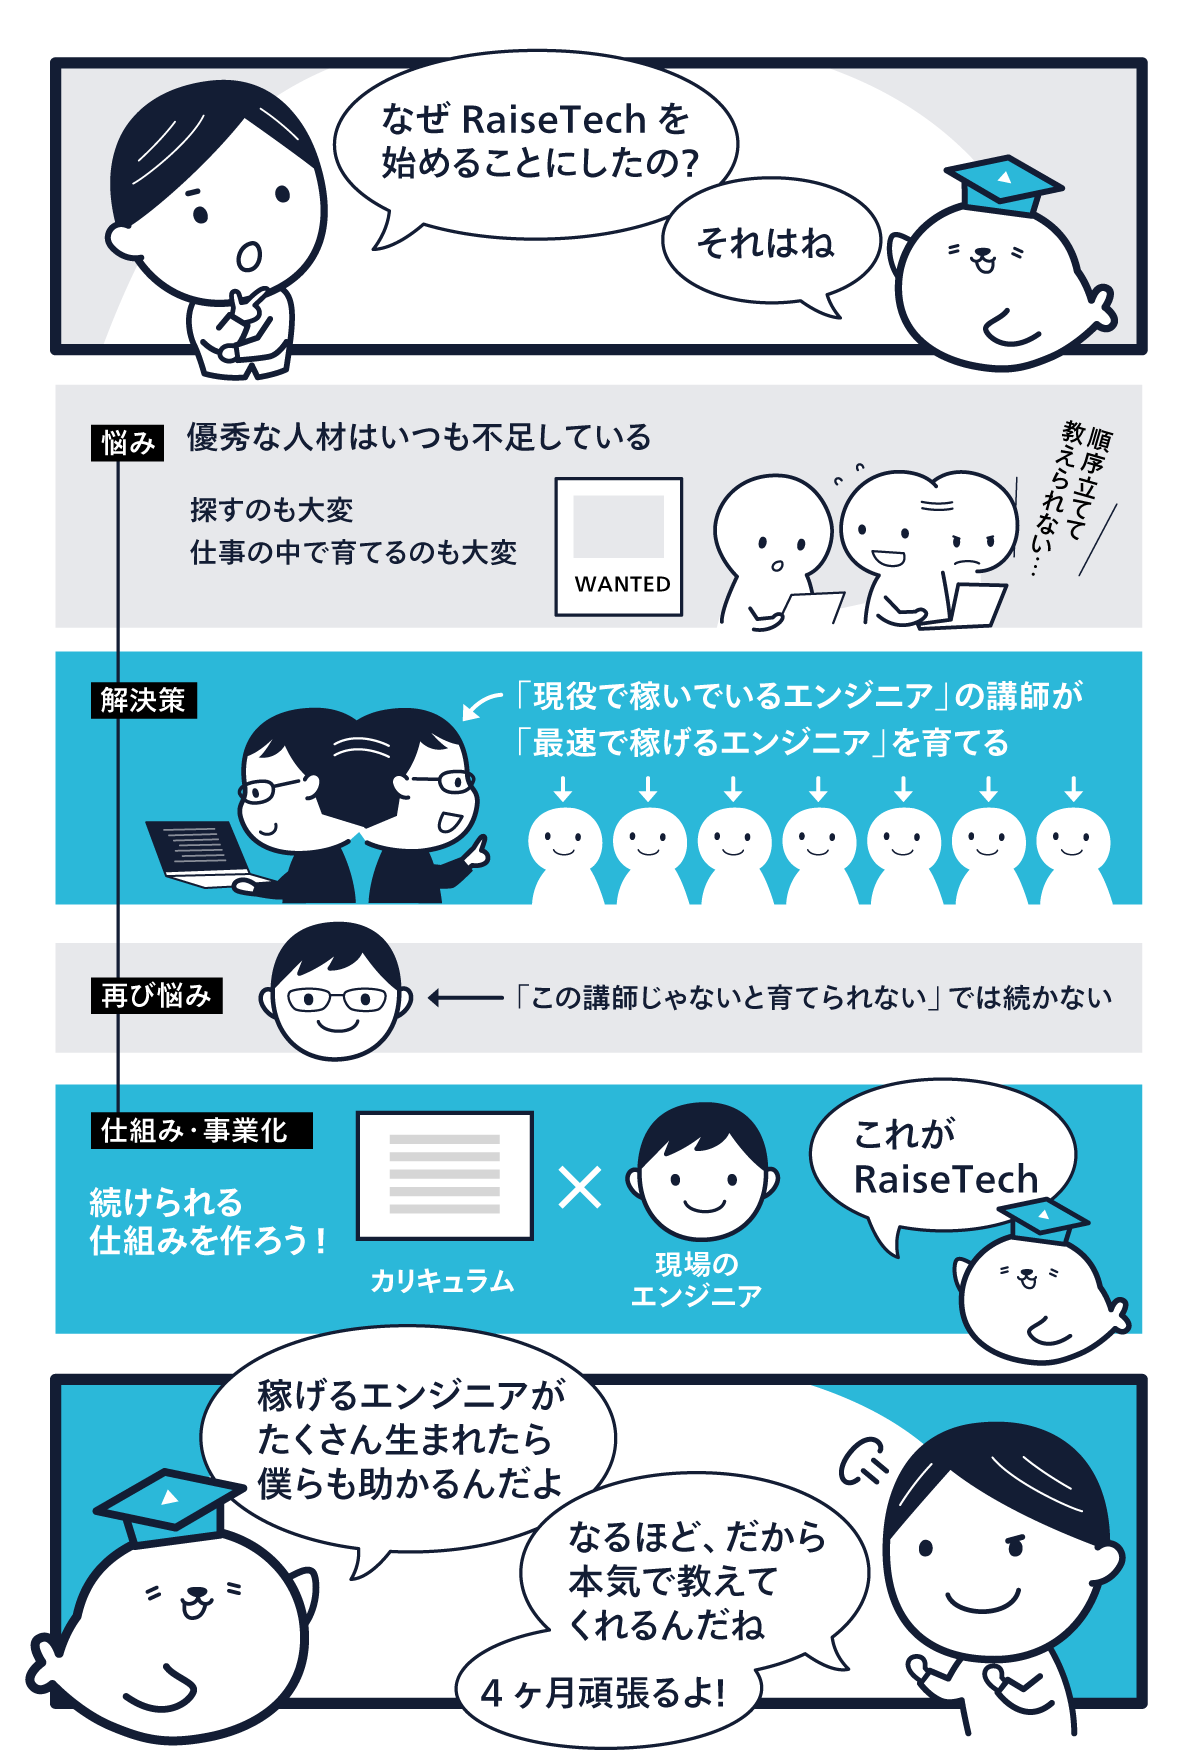 なぜ RaiseTech を
始めることにしたの？
それはね
悩み
優秀な人材はいつも不足している
探すのも大変
仕事の中で育てるのも大変
WANTED
順序立てて
教えられない…
解決策
「現役で稼いでいるエンジニア」の講師が
「最速で稼げるエンジニア」を育てる
再び悩み
「この講師じゃないと育てられない」では続かない
仕組み・事業化
続けられる
仕組みを作ろう！
カリキュラム
×
現場の
エンジニア
これが
RaiseTech
稼げるエンジニアが
たくさん生まれたら
僕らも助かるんだよ
なるほど、だから
本気で教えて
くれるんだね
4 ヶ月頑張るよ！